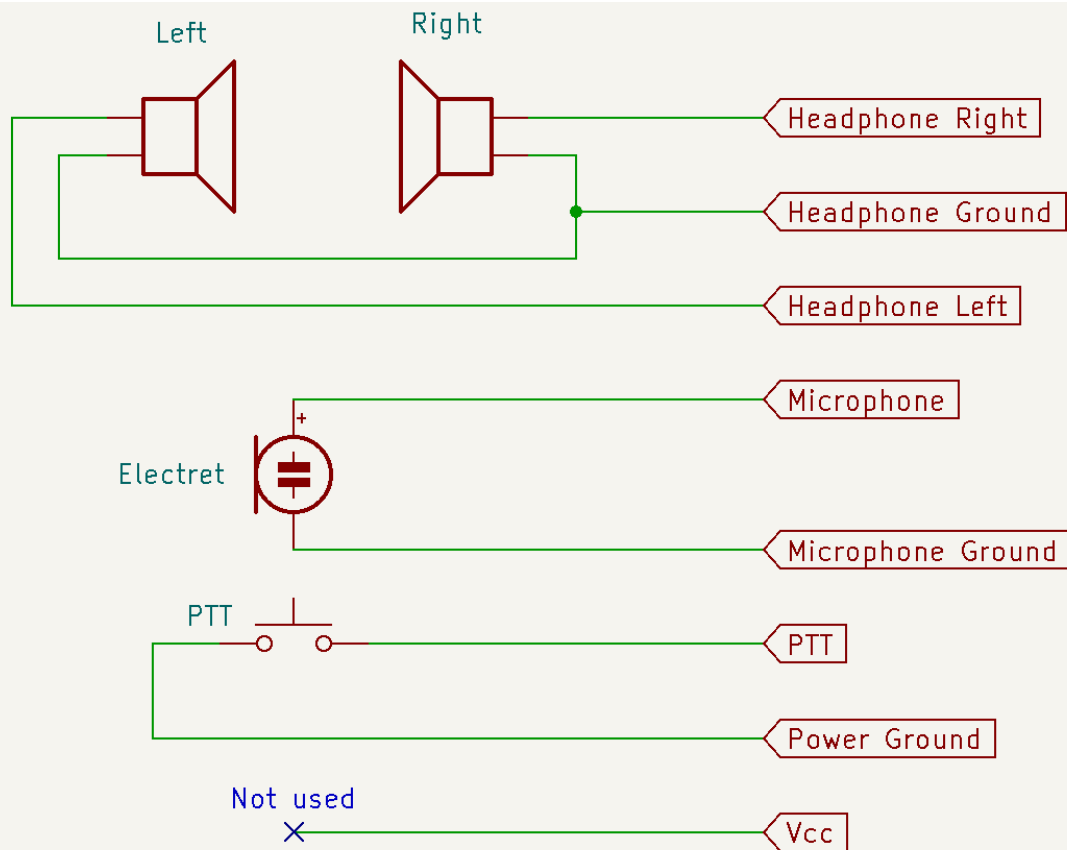 Left
Right
Headphone Right
Headphone Ground
Headphone Left
Microphone
+
Electret
Microphone Ground
PTT
PTT
Power Ground
Not used
Vcc